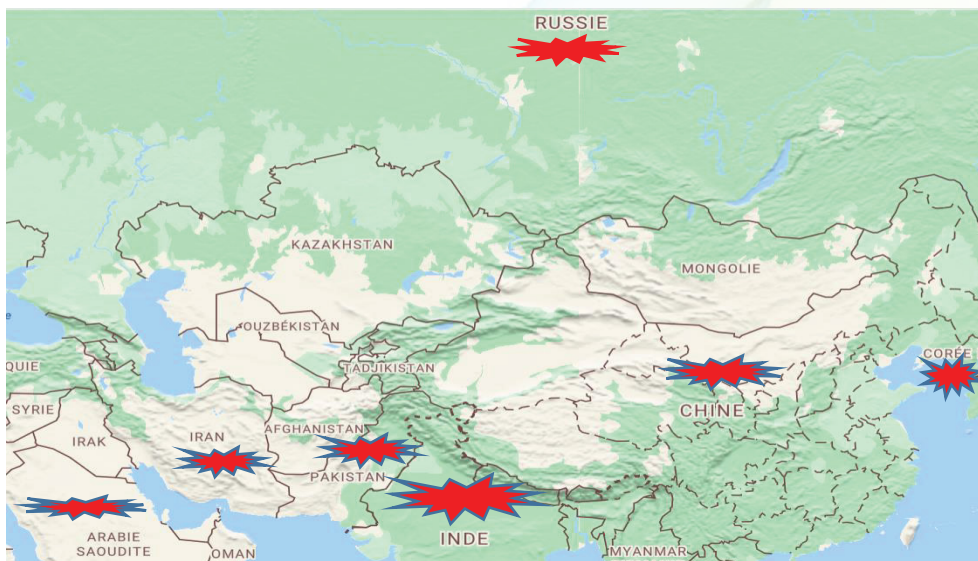 RUSSIE
KAZAKHSTAN
MONGOLIE
OUZBÉKISTAN
CORÉE
QUIE
TADJIKISTAN
SYRIE
CHINE
AFGHANISTAN
IRAK
IRAN
PAKISTAN
ARABIE
SAOUDITE
INDE
OMAN
MYANMAR